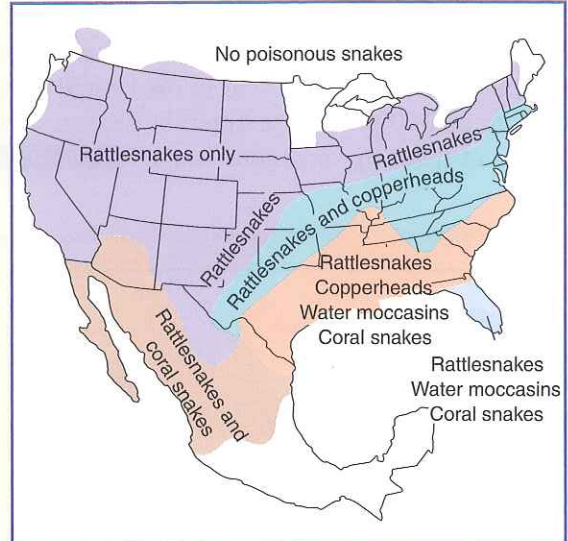 No poisonous snakes
Rattlesnakes only
Rattlesnakes
Rattlesnakes
Rattlesnakes and copperheads
Rattlesnakes
Copperheads
Water moccasins
Coral snakes
Rattlesnakes and
coral snakes
Rattlesnakes
Water moccasins
Coral snakes